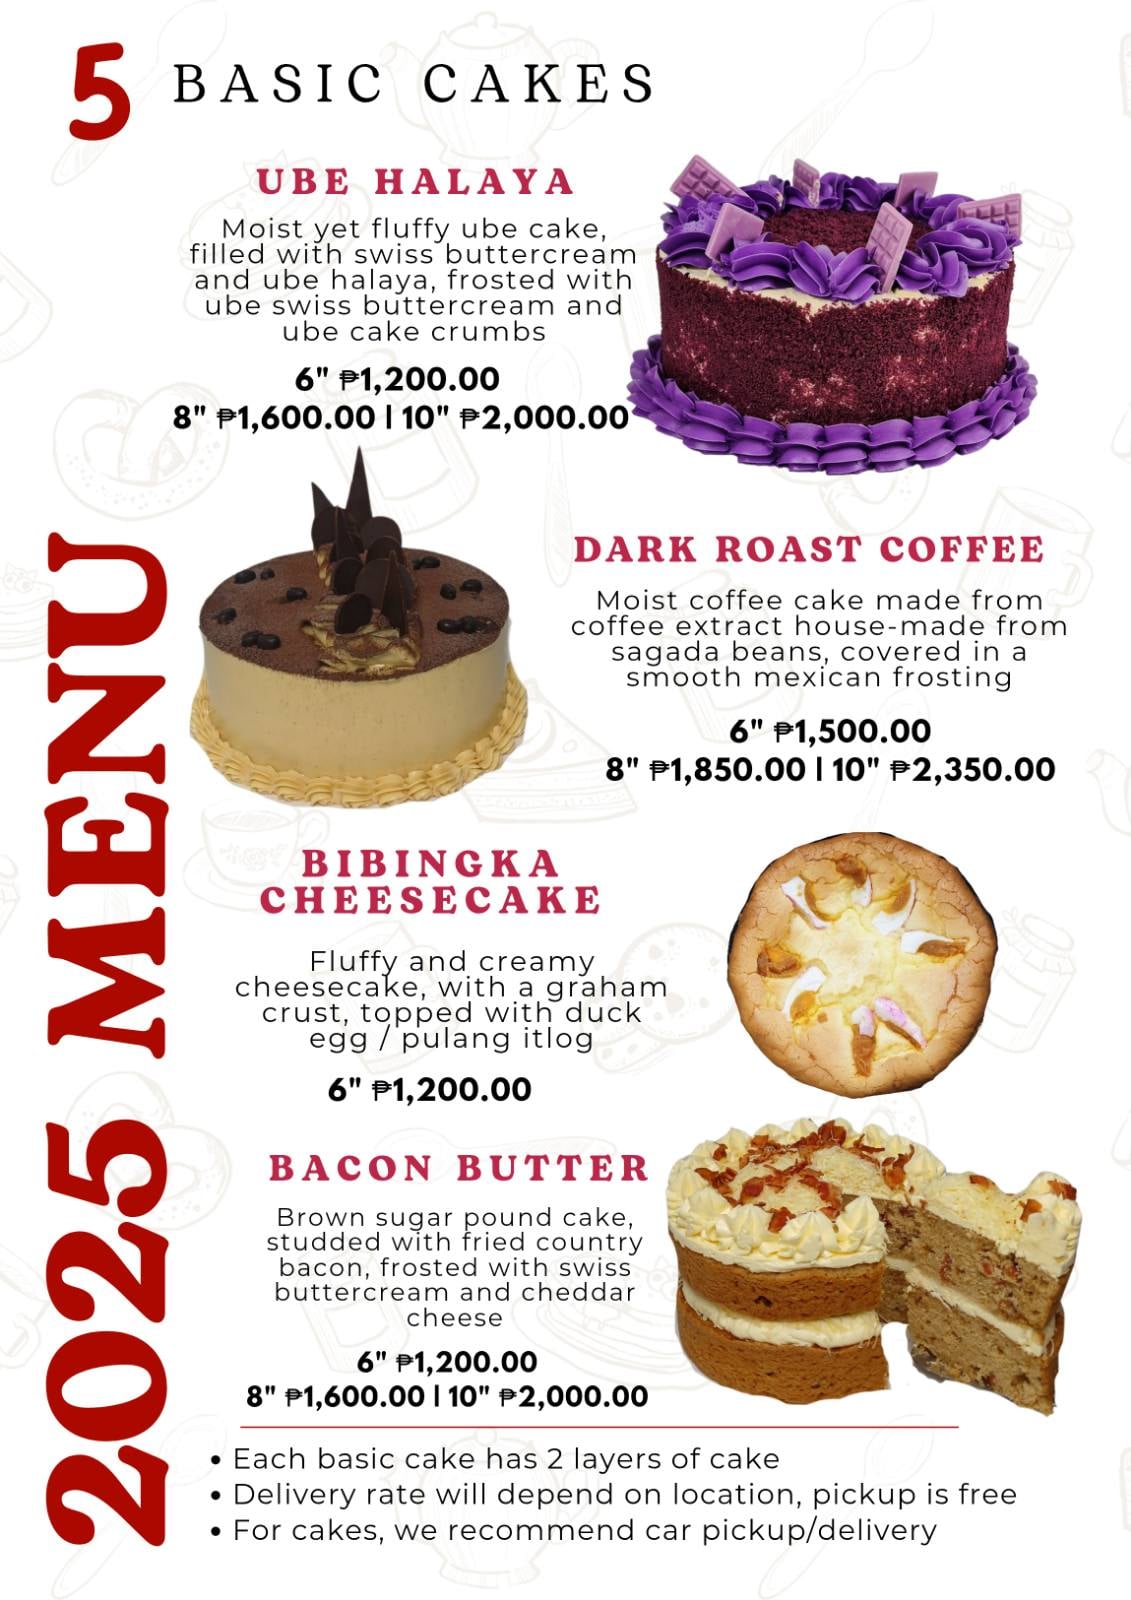 5 BASIC CAKES
UBE HALAYA
Moist yet fluffy ube cake,
filled with swiss buttercream
and ube halaya, frosted with
ube swiss buttercream and
ube cake crumbs
6" ₱1,200.00
8" ₱1,600.00 | 10" ₱2,000.00
DARK ROAST COFFEE
Moist coffee cake made from
coffee extract house-made from
sagada beans, covered in a
smooth mexican frosting
6" ₱1,500.00
8" ₱1,850.00 | 10" ₱2,350.00
BIBINGKA
CHEESECAKE
Fluffy and creamy
cheesecake, with a graham
crust, topped with duck
egg / pulang itlog
6" ₱1,200.00
BACON BUTTER
Brown sugar pound cake,
studded with fried country
bacon, frosted with swiss
buttercream and cheddar
cheese
6" ₱1,200.00
8" ₱1,600.00 | 10" ₱2,000.00
• Each basic cake has 2 layers of cake
• Delivery rate will depend on location, pickup is free
• For cakes, we recommend car pickup/delivery
2025 MENU